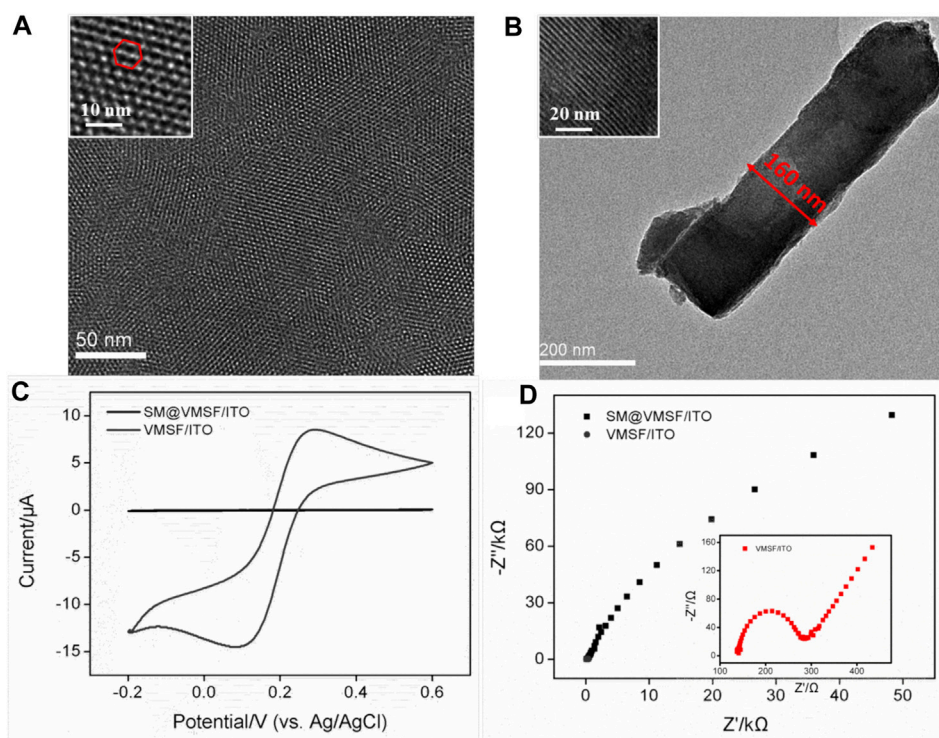 A
10 nm
50 nm
B
20 nm
160 nm
200 nm
C
SM@VMSF/ITO
VMSF/ITO
10
5
0
-5
-10
-15
Current/μA
-0.2
0.0
0.2
0.4
0.6
Potential/V (vs. Ag/AgCl)
D
SM@VMSF/ITO
VMSF/ITO
120
90
60
30
0
-Z"/kΩ
0
10
20
30
40
50
Z'/kΩ
VMSF/ITO
160
120
80
40
0
-Z"/Ω
100
200
300
400
Z'/Ω